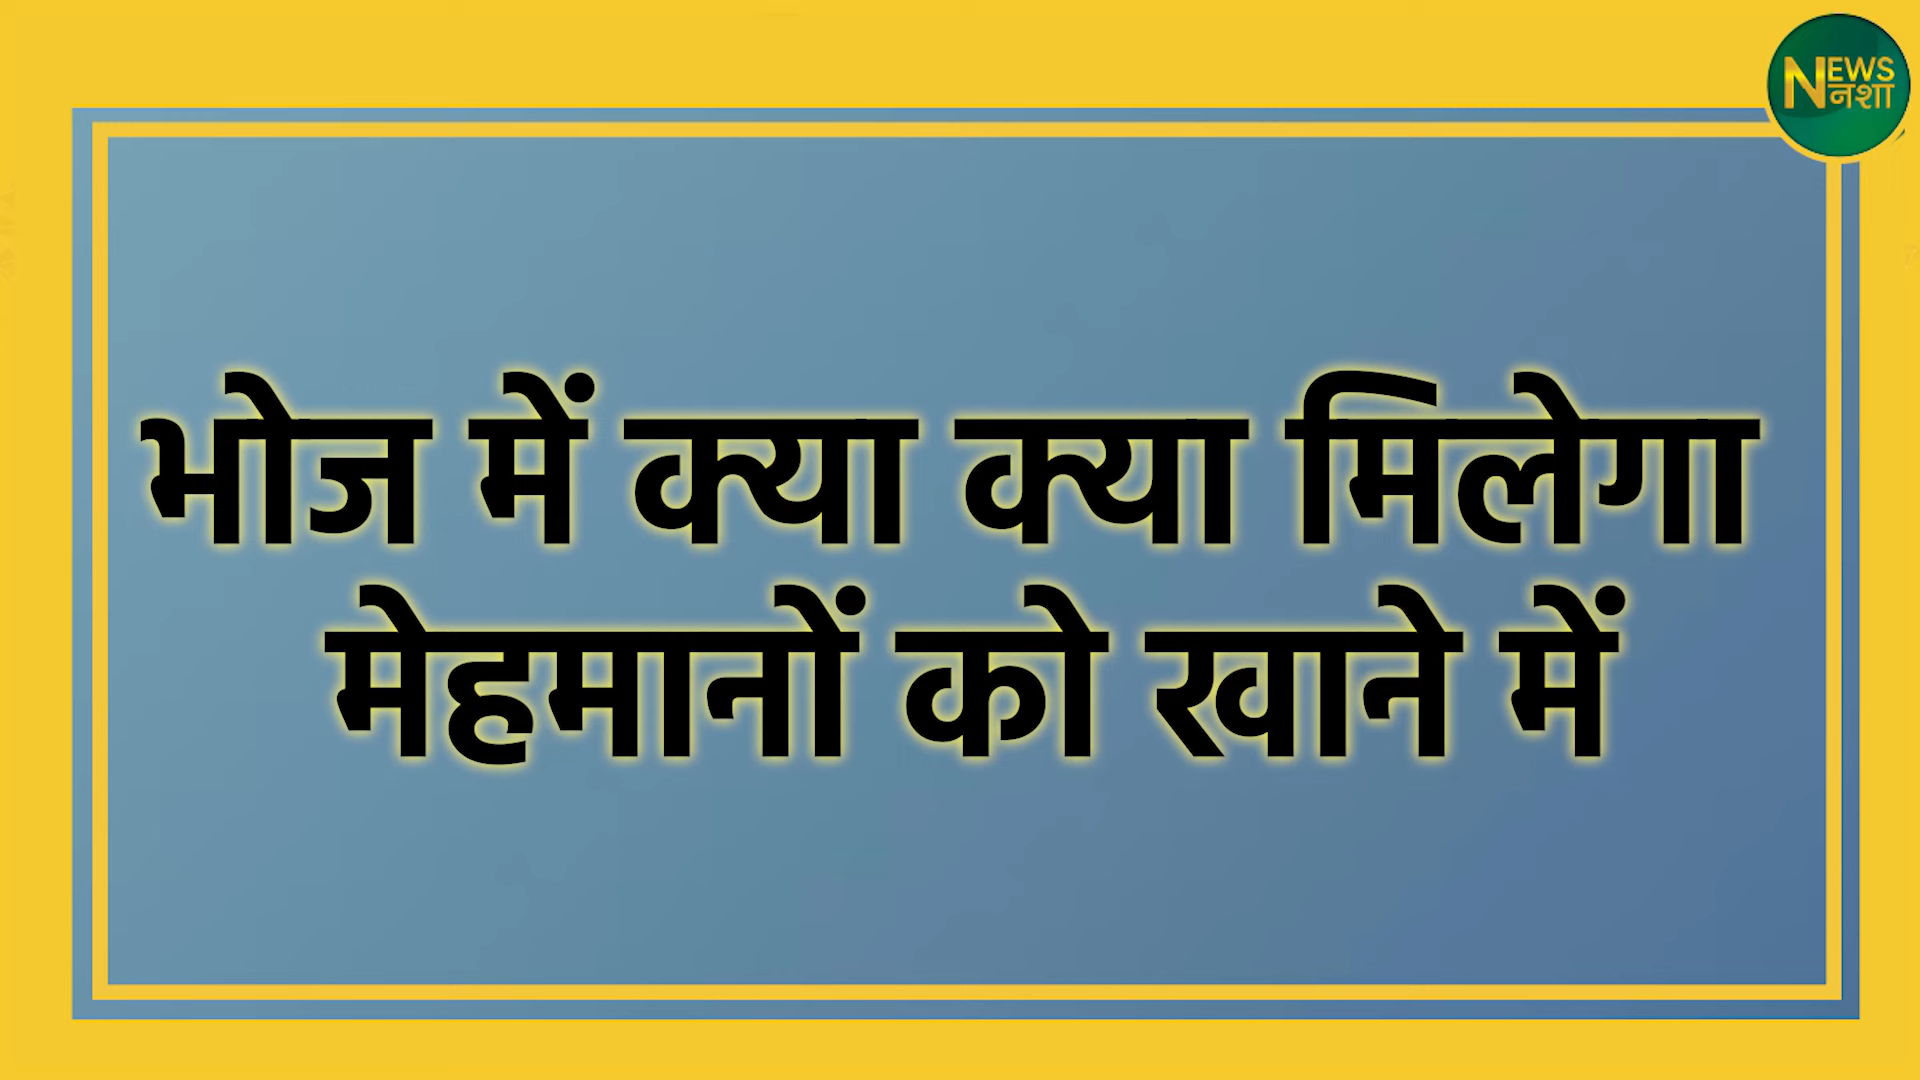 NEWS
नशा
भोज में क्या क्या मिलेगा
मेहमानों को खाने में